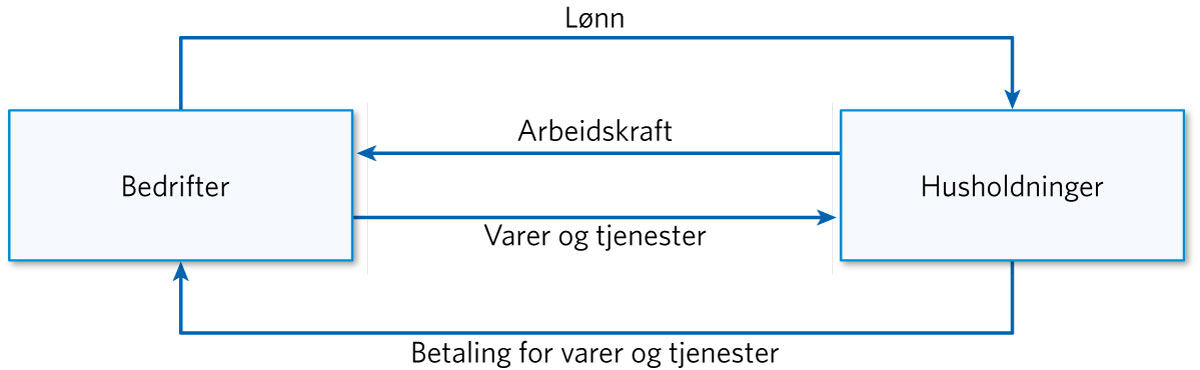 Lønn
Arbeidskraft
Bedrifter
Husholdninger
Varer og tjenester
Betaling for varer og tjenester